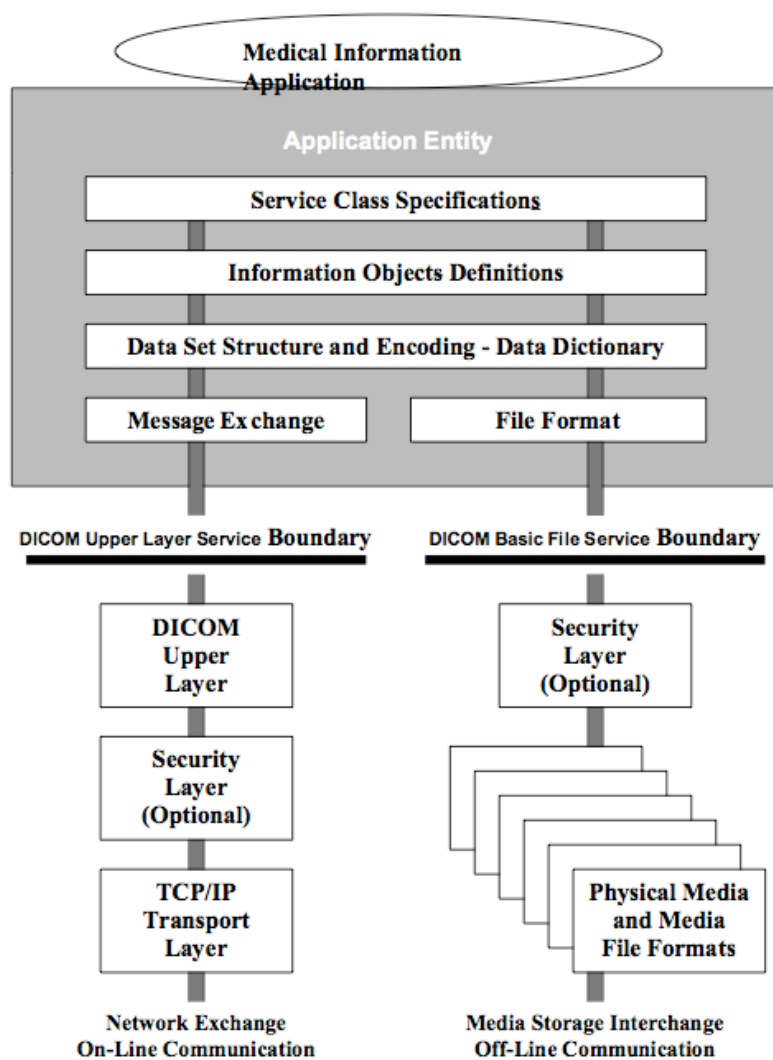 Medical Information
Application
Application Entity
Service Class Specifications
Information Objects Definitions
Data Set Structure and Encoding - Data Dictionary
Message Exchange
File Format
DICOM Upper Layer Service Boundary
DICOM Basic File Service Boundary
DICOM
Upper
Layer
Security
Layer
(Optional)
Security
Layer
(Optional)
TCP/IP
Transport
Layer
Physical Media
and Media
File Formats
Network Exchange
On-Line Communication
Media Storage Interchange
Off-Line Communication